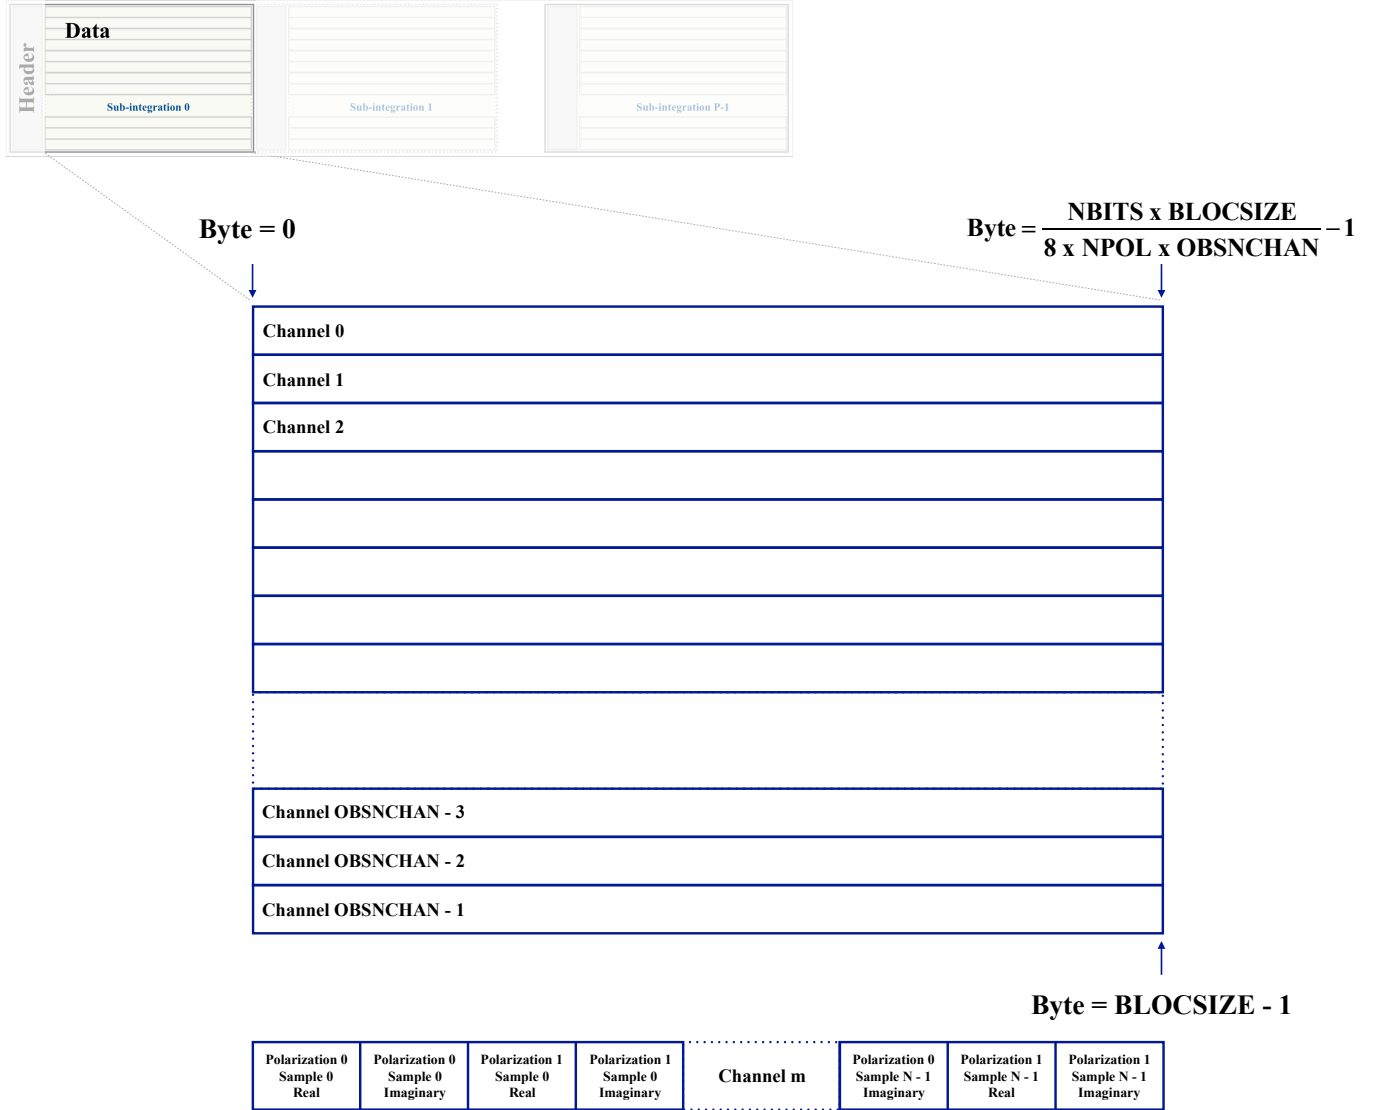 Data
Header
Sub-integration 0
Sub-integration 1
Sub-integration P-1
Byte = 0
Byte = NBITS x BLOCSIZE / 8 x NPOL x OBSNCHAN − 1
Channel 0
Channel 1
Channel 2
Channel OBSNCHAN - 3
Channel OBSNCHAN - 2
Channel OBSNCHAN - 1
Byte = BLOCSIZE - 1
Polarization 0
Sample 0
Real
Polarization 0
Sample 0
Imaginary
Polarization 1
Sample 0
Real
Polarization 1
Sample 0
Imaginary
Channel m
Polarization 0
Sample N - 1
Imaginary
Polarization 1
Sample N - 1
Real
Polarization 1
Sample N - 1
Imaginary